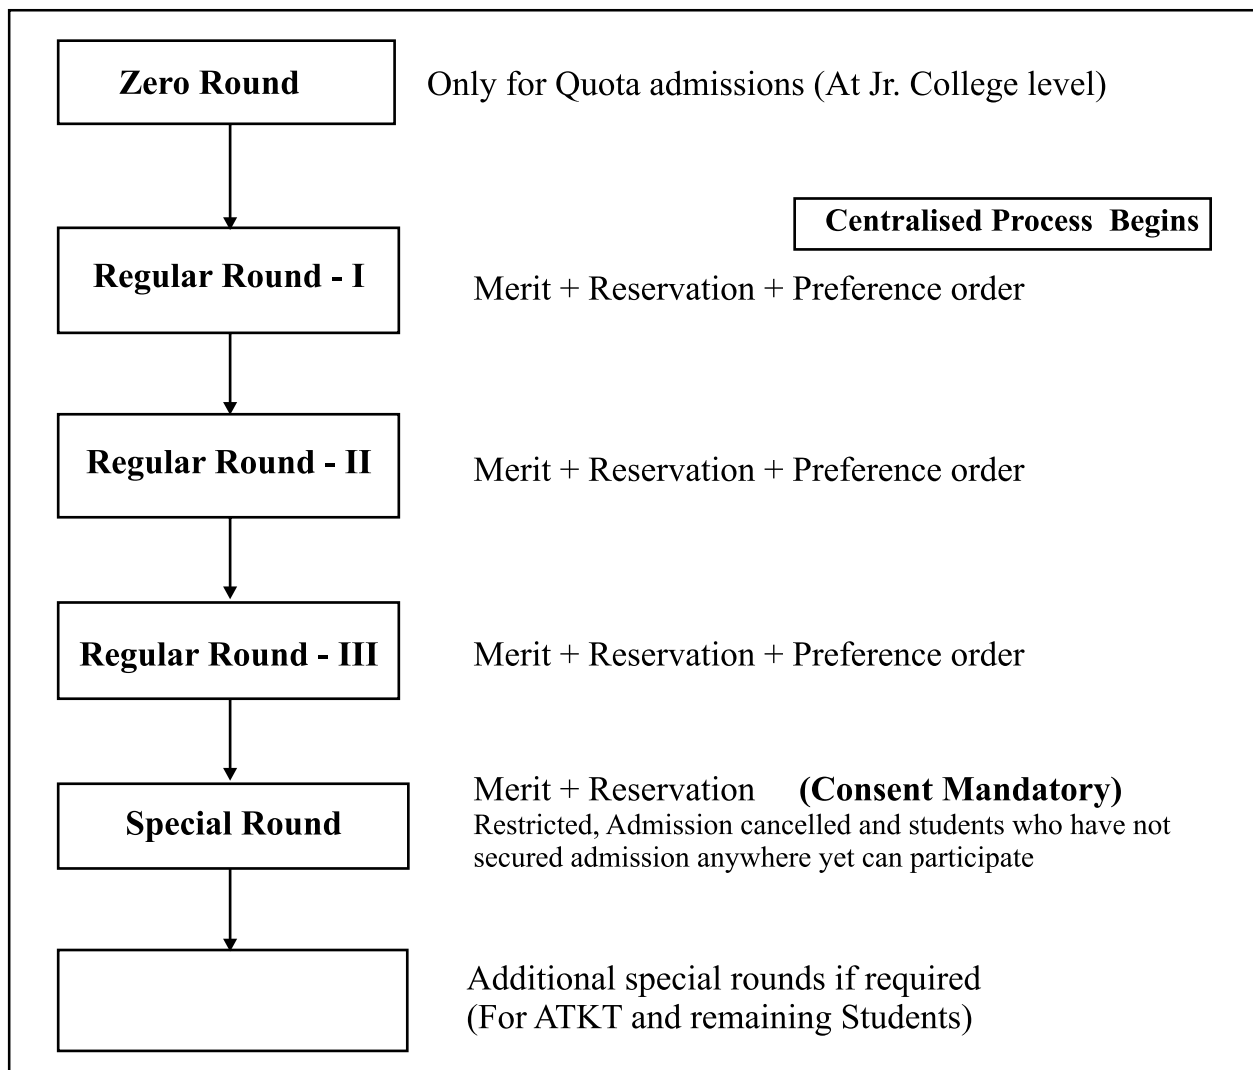 Zero Round
Only for Quota admissions (At Jr. College level)
Centralised Process Begins
Regular Round - I
Merit + Reservation + Preference order
Regular Round - II
Merit + Reservation + Preference order
Regular Round - III
Merit + Reservation + Preference order
Special Round
Merit + Reservation (Consent Mandatory)
Restricted, Admission cancelled and students who have not
secured admission anywhere yet can participate
Additional special rounds if required
(For ATKT and remaining Students)